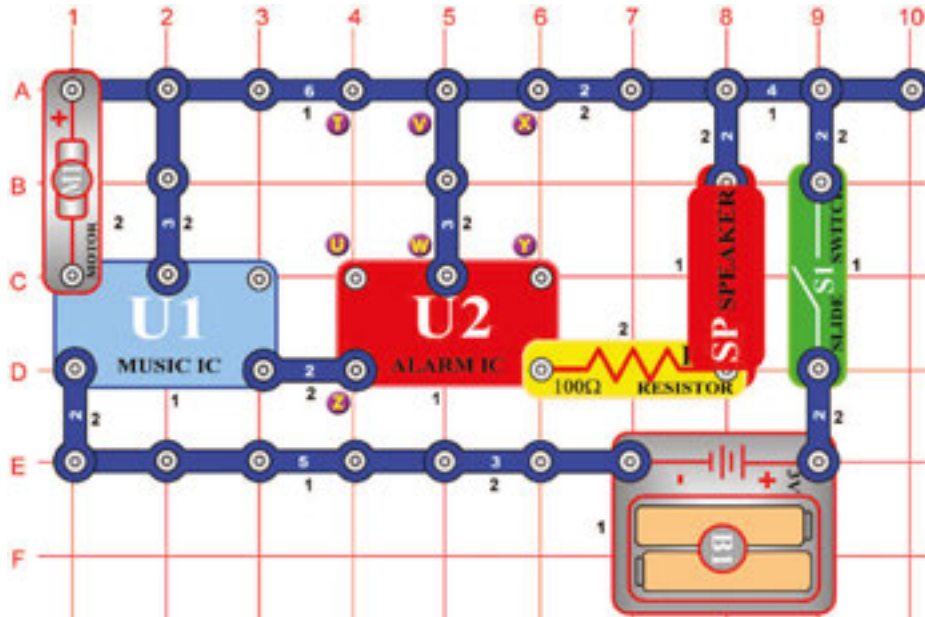 1 2 3 4 5 6 7 8 9 10
A 6 2 4
1 2 1
T V X
+ 2 2 2 2
B
M1 SPEAKER SWITCH
2 3 2 3 2
MOTOR U W Y
1 1
C
U1 U2 SP S1 SLIDE
2
D MUSIC IC 2 ALARM IC
100Ω RESISTOR
2 1 2 Z 1 2 2
2
E 5 3 - + 3V
1 2
1
F B1